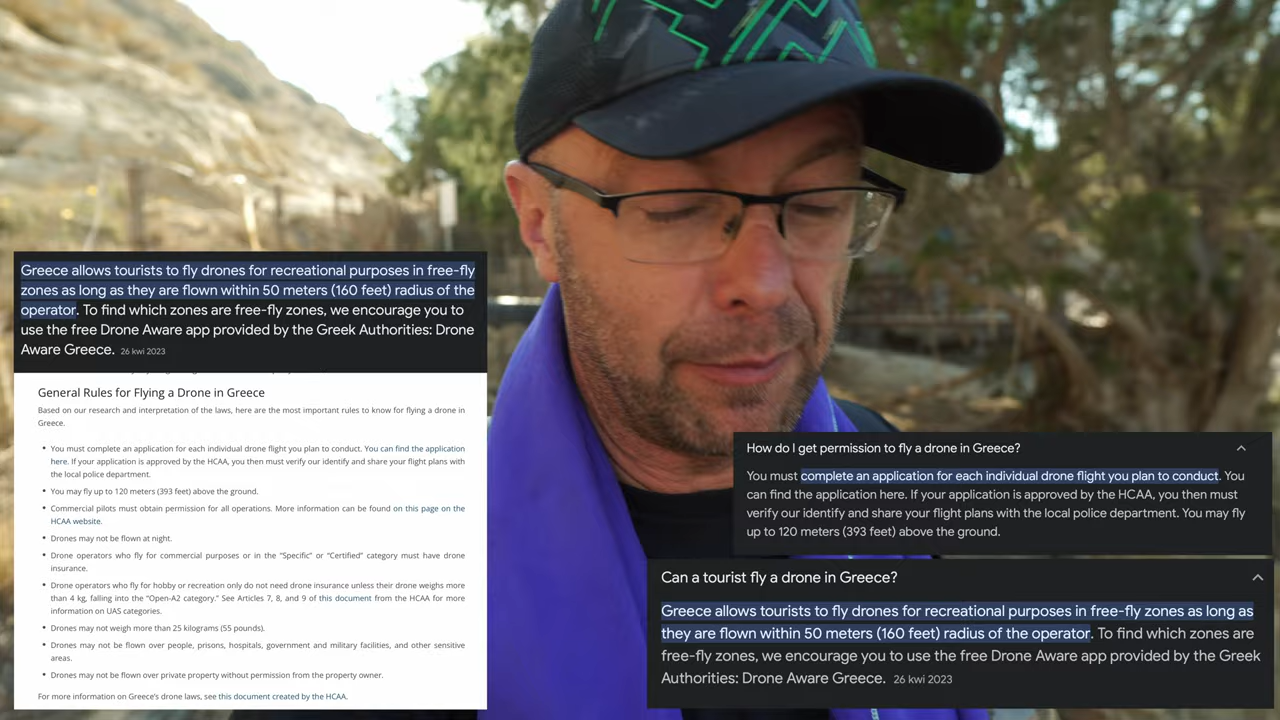 Greece allows tourists to fly drones for recreational purposes in free-fly
zones as long as they are flown within 50 meters (160 feet) radius of the
operator. To find which zones are free-fly zones, we encourage you to
use the free Drone Aware app provided by the Greek Authorities: Drone
Aware Greece. 26 kwi 2023
General Rules for Flying a Drone in Greece
Based on our research and interpretation of the laws, here are the most important rules to know for flying a drone in
Greece.
• You must complete an application for each individual drone flight you plan to conduct. You can find the application
here. If your application is approved by the HCAA, you then must verify our identify and share your flight plans with
the local police department.
• You may fly up to 120 meters (393 feet) above the ground.
• Commercial pilots must obtain permission for all operations. More information can be found on this page on the
HCAA website.
• Drones may not be flown at night.
• Drone operators who fly for commercial purposes or in the “Specific” or “Certified” category must have drone
insurance.
• Drone operators who fly for hobby or recreation only do not need drone insurance unless their drone weighs more
than 4 kg, falling into the “Open-A2 category.” See Articles 7, 8, and 9 of this document from the HCAA for more
information on UAS categories.
• Drones may not weigh more than 25 kilograms (55 pounds).
• Drones may not be flown over people, prisons, hospitals, government and military facilities, and other sensitive
areas.
• Drones may not be flown over private property without permission from the property owner.
For more information on Greece’s drone laws, see this document created by the HCAA.
How do I get permission to fly a drone in Greece?
You must complete an application for each individual drone flight you plan to conduct. You
can find the application here. If your application is approved by the HCAA, you then must
verify our identify and share your flight plans with the local police department. You may fly
up to 120 meters (393 feet) above the ground.
Can a tourist fly a drone in Greece?
Greece allows tourists to fly drones for recreational purposes in free-fly zones as long as
they are flown within 50 meters (160 feet) radius of the operator. To find which zones are
free-fly zones, we encourage you to use the free Drone Aware app provided by the Greek
Authorities: Drone Aware Greece. 26 kwi 2023